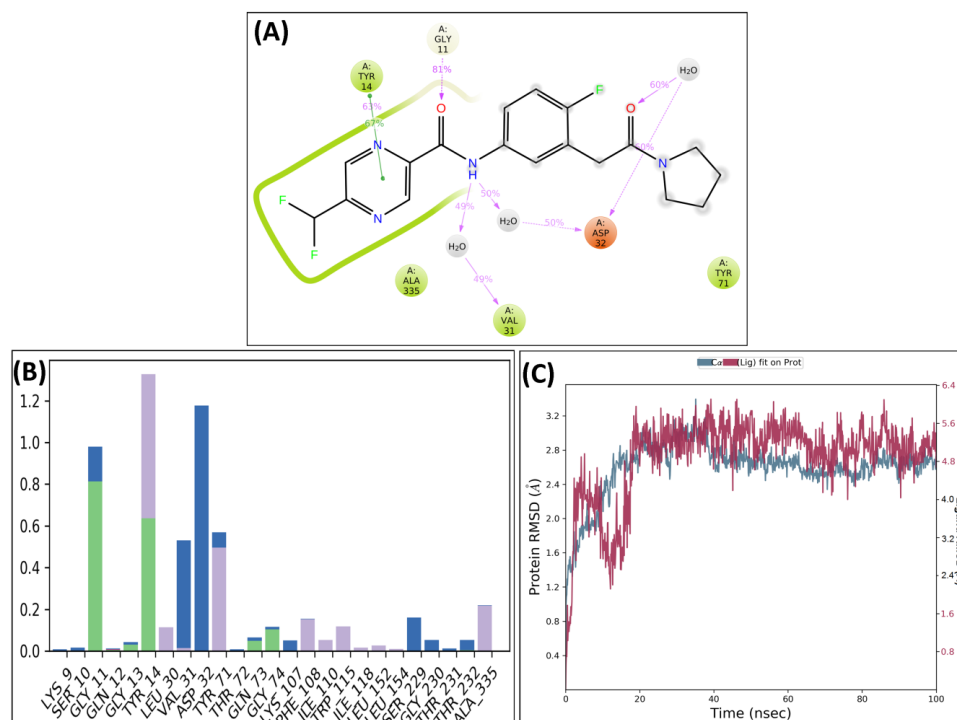 (A)
A:
GLY
11
81%
A:
TYR
14
63%
67%
O
N
N
N
H
F
F
F
O
N
H₂O
60%
60%
50%
H₂O
50%
49%
H₂O
49%
A:
ASP
32
A:
TYR
71
A:
ALA
335
A:
VAL
31
(B)
1.2
1.0
0.8
0.6
0.4
0.2
0.0
LYS_9
SER_10
GLY_11
GLN_12
GLY_13
TYR_14
LEU_30
VAL_31
ASP_32
TYR_71
THR_72
GLN_73
GLY_74
LYS_107
PHE_108
ILE_110
TRP_115
ILE_118
LEU_152
LEU_154
SER_229
GLY_230
THR_231
THR_232
ALA_335
(C)
Cα (Lig) fit on Prot
Protein RMSD (Å)
3.2
2.8
2.4
2.0
1.6
1.2
0.8
0.4
6.4
5.6
4.8
4.
3.
2.4
1.6
0.8
0 20 40 60 80 100
Time (nsec)